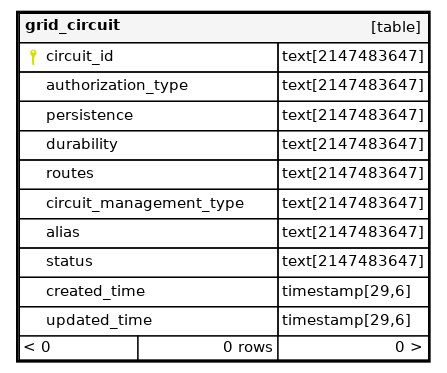 grid_circuit [table]
circuit_id text[2147483647]
authorization_type text[2147483647]
persistence text[2147483647]
durability text[2147483647]
routes text[2147483647]
circuit_management_type text[2147483647]
alias text[2147483647]
status text[2147483647]
created_time timestamp[29,6]
updated_time timestamp[29,6]
< 0 0 rows 0 >